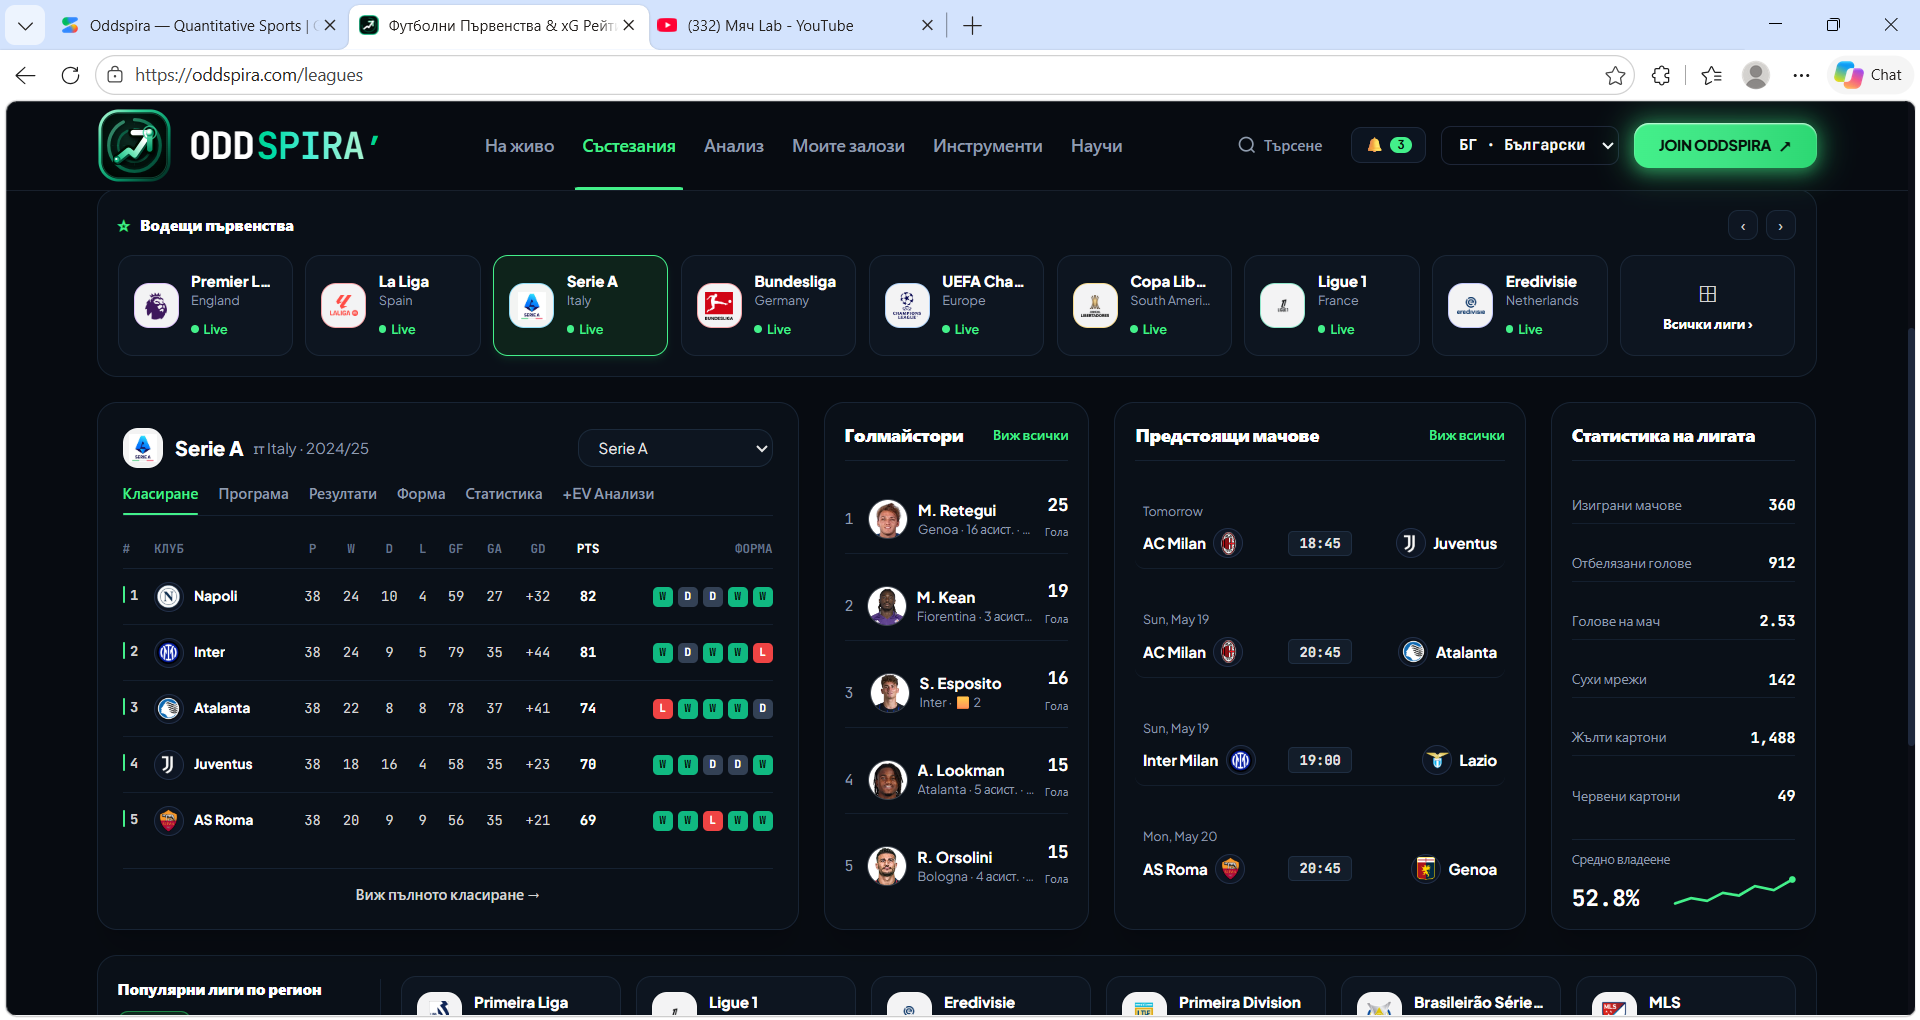 Oddspira — Quantitative Sports |
Футболни Първенства & xG Рейт
(332) Мяч Lab - YouTube
https://oddspira.com/leagues
Chat
ODDSPIRA
На живо
Състезания
Анализ
Моите залози
Инструменти
Научи
Търсене
3
БГ · Български
JOIN ODDSPIRA ↗
Водещи първенства
‹ ›
Premier L...
England
Live
La Liga
Spain
Live
Serie A
Italy
Live
Bundesliga
Germany
Live
UEFA Cha...
Europe
Live
Copa Lib...
South Ameri...
Live
Ligue 1
France
Live
Eredivisie
Netherlands
Live
Всички лиги ›
Serie A IT Italy · 2024/25
Serie A
Класиране Програма Резултати Форма Статистика +EV Анализи
# КЛУБ P W D L GF GA GD PTS ФОРМА
1 Napoli 38 24 10 4 59 27 +32 82 W D D W W
2 Inter 38 24 9 5 79 35 +44 81 W D W W L
3 Atalanta 38 22 8 8 78 37 +41 74 L W W W D
4 Juventus 38 18 16 4 58 35 +23 70 W W D D W
5 AS Roma 38 20 9 9 56 35 +21 69 W W L W W
Виж пълното класиране →
Голмайстори Виж всички
1 M. Retegui 25
Genoa · 16 асист. · ... Гола
2 M. Kean 19
Fiorentina · 3 асист... Гола
3 S. Esposito 16
Inter · 2 Гола
4 A. Lookman 15
Atalanta · 5 асист. · ... Гола
5 R. Orsolini 15
Bologna · 4 асист. ·... Гола
Предстоящи мачове Виж всички
Tomorrow
AC Milan 18:45 Juventus
Sun, May 19
AC Milan 20:45 Atalanta
Sun, May 19
Inter Milan 19:00 Lazio
Mon, May 20
AS Roma 20:45 Genoa
Статистика на лигата
Изиграни мачове 360
Отбелязани голове 912
Голове на мач 2.53
Сухи мрежи 142
Жълти картони 1,488
Червени картони 49
Средно владеене
52.8%
Популярни лиги по регион
Primeira Liga
Ligue 1
Eredivisie
Primera Division
Brasileirão Série...
MLS